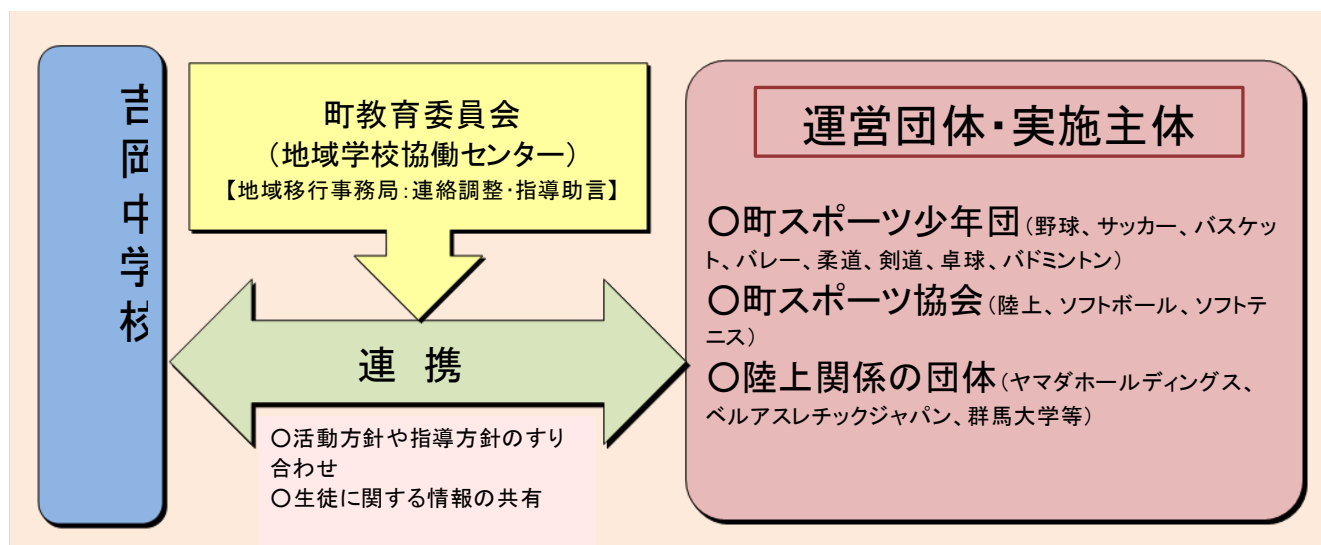 吉岡中学校
町教育委員会
（地域学校協働センター）
【地域移行事務局：連絡調整・指導助言】
連 携
〇活動方針や指導方針のすり
合わせ
〇生徒に関する情報の共有
運営団体・実施主体
〇町スポーツ少年団（野球、サッカー、バスケッ
ト、バレー、柔道、剣道、卓球、バドミントン）
〇町スポーツ協会（陸上、ソフトボール、ソフトテ
ニス）
〇陸上関係の団体（ヤマダホールディングス、
ベルアスレチックジャパン、群馬大学等）